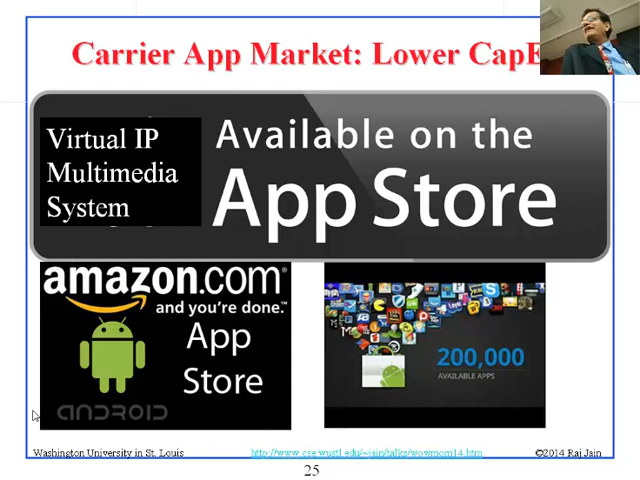 Carrier App Market: Lower CapE
Virtual IP
Multimedia
System
Available on the
App Store
amazon.com®
and you're done.™
App
Store
ANDROID
200,000
AVAILABLE APPS
Washington University in St. Louis
http://www.cse.wustl.edu/~jain/talks/wowmom14.htm
©2014 Raj Jain
25